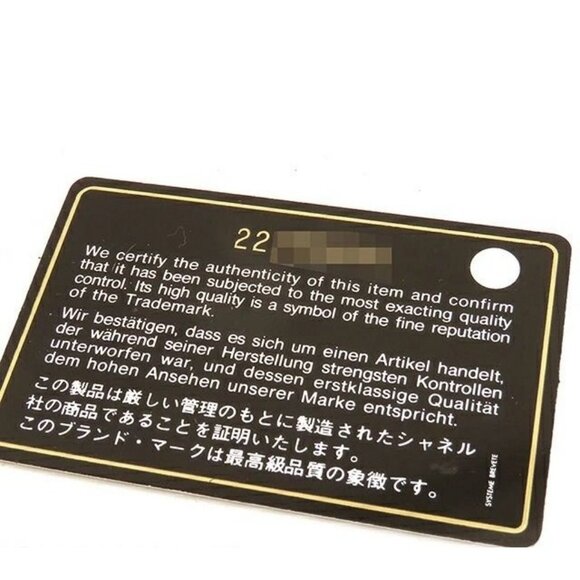 22
We certify the authenticity of this item and confirm
that it has been subjected to the most exacting quality
control. Its high quality is a symbol of the fine reputation
of the Trademark.
Wir bestätigen, dass es sich um einen Artikel handelt,
der während seiner Herstellung strengsten Kontrollen
unterworfen war, und dessen erstklässige Qualität
dem hohen Ansehen unserer Marke entspricht.
この製品は厳しい管理のもとに製造されたシャネル
社の商品であることを証明いたします。
このブランド・マークは最高級品質の象徴です。
SYSTEME BREVETE